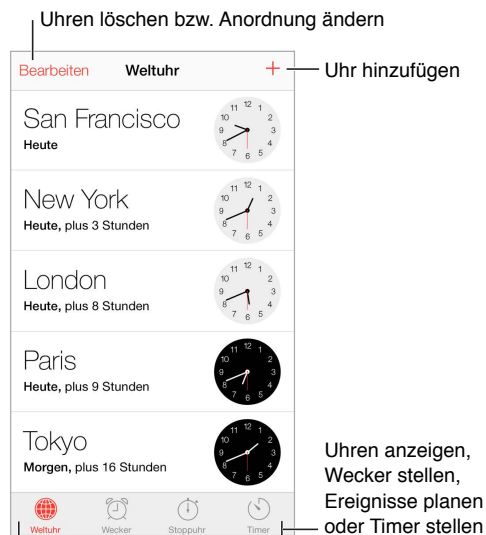 Uhren löschen bzw. Anordnung ändern
Bearbeiten
Weltuhr
Uhr hinzufügen
San Francisco
Heute
New York
Heute, plus 3 Stunden
London
Heute, plus 8 Stunden
Paris
Heute, plus 9 Stunden
Tokyo
Morgen, plus 16 Stunden
Uhren anzeigen,
Wecker stellen,
Ereignisse planen
oder Timer stellen
Weltuhr
Wecker
Stoppuhr
Timer